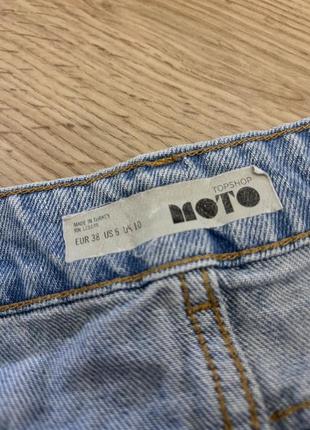 TOPSHOP
MOTO
MADE IN TURKEY
EUR 38 US 6 UK 10